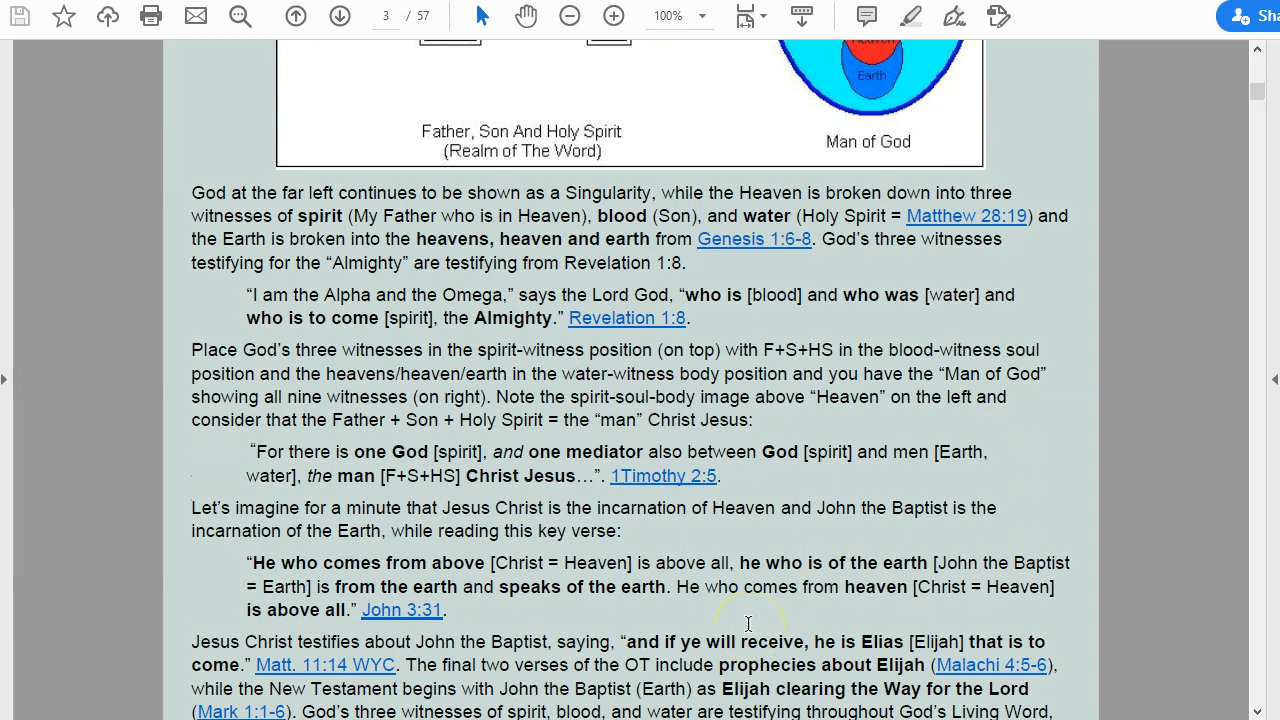 3 / 57
100%
Sha
Heaven
Earth
Father, Son And Holy Spirit
(Realm of The Word)
Man of God
God at the far left continues to be shown as a Singularity, while the Heaven is broken down into three
witnesses of spirit (My Father who is in Heaven), blood (Son), and water (Holy Spirit = Matthew 28:19) and
the Earth is broken into the heavens, heaven and earth from Genesis 1:6-8. God’s three witnesses
testifying for the “Almighty” are testifying from Revelation 1:8.
“I am the Alpha and the Omega,” says the Lord God, “who is [blood] and who was [water] and
who is to come [spirit], the Almighty.” Revelation 1:8.
Place God’s three witnesses in the spirit-witness position (on top) with F+S+HS in the blood-witness soul
position and the heavens/heaven/earth in the water-witness body position and you have the “Man of God”
showing all nine witnesses (on right). Note the spirit-soul-body image above “Heaven” on the left and
consider that the Father + Son + Holy Spirit = the “man” Christ Jesus:
“For there is one God [spirit], and one mediator also between God [spirit] and men [Earth,
water], the man [F+S+HS] Christ Jesus…”. 1Timothy 2:5.
Let’s imagine for a minute that Jesus Christ is the incarnation of Heaven and John the Baptist is the
incarnation of the Earth, while reading this key verse:
“He who comes from above [Christ = Heaven] is above all, he who is of the earth [John the Baptist
= Earth] is from the earth and speaks of the earth. He who comes from heaven [Christ = Heaven]
is above all.” John 3:31.
Jesus Christ testifies about John the Baptist, saying, “and if ye will receive, he is Elias [Elijah] that is to
come.” Matt. 11:14 WYC. The final two verses of the OT include prophecies about Elijah (Malachi 4:5-6),
while the New Testament begins with John the Baptist (Earth) as Elijah clearing the Way for the Lord
(Mark 1:1-6). God’s three witnesses of spirit, blood, and water are testifying throughout God’s Living Word,